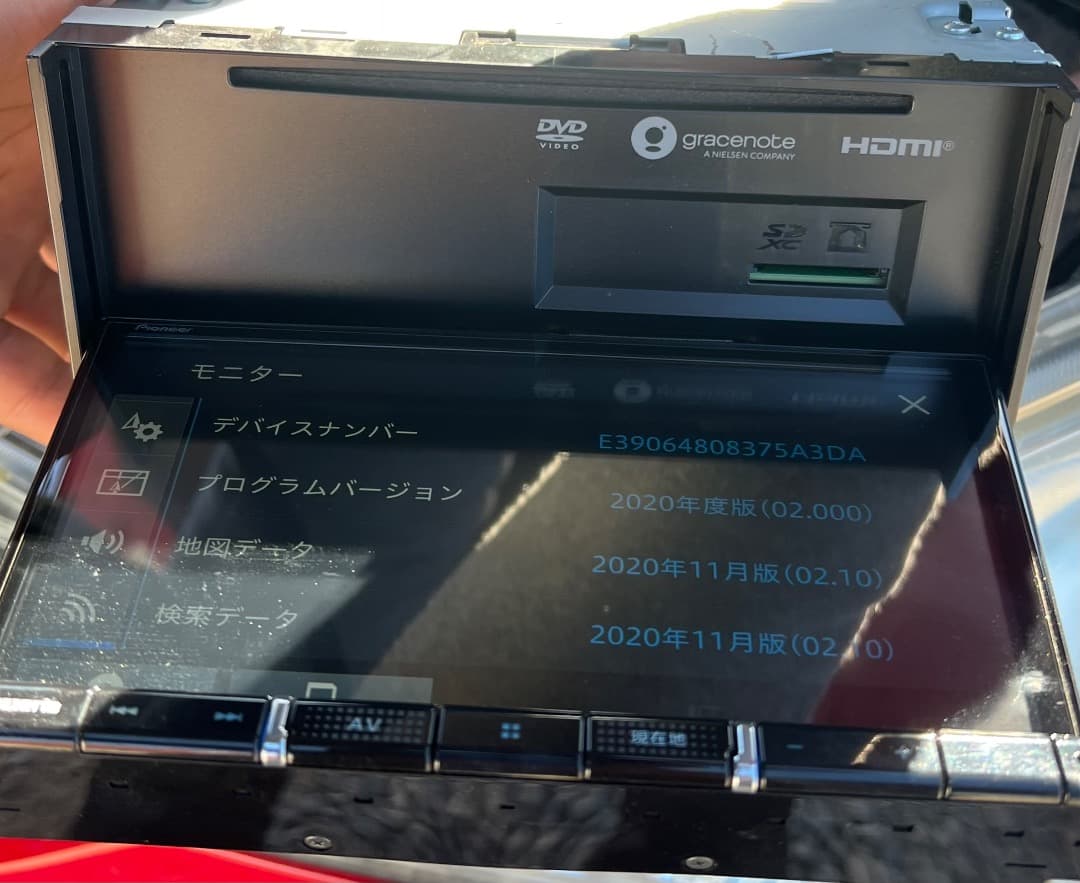 DVD
VIDEO
gracenote
A NIELSEN COMPANY
HDMI®
SD
XC
Pioneer
モニター
デバイスナンバー E39064808375A3DA
プログラムバージョン 2020年度版(02.000)
地図データ 2020年11月版(02.10)
検索データ 2020年11月版(02.10)
AV
現在地